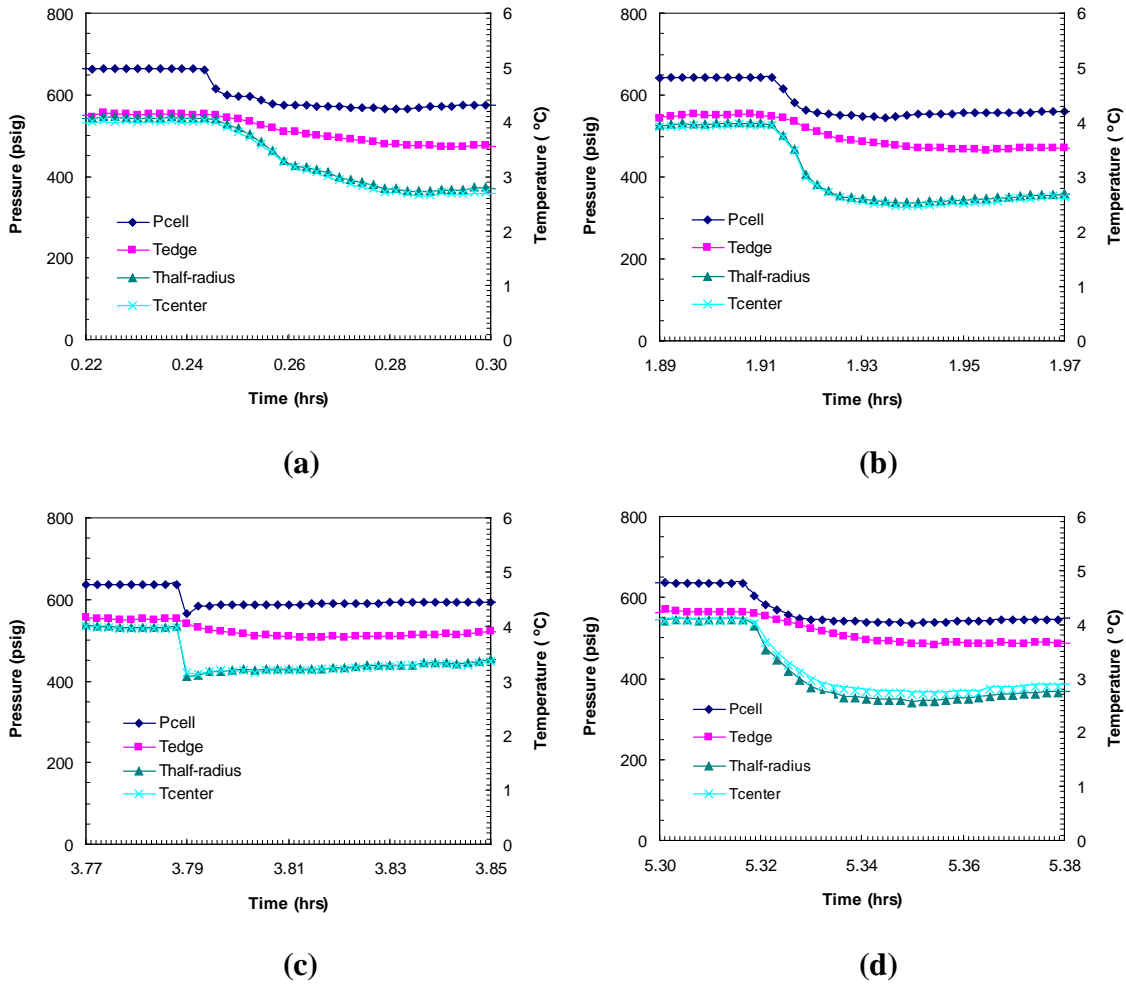 800
600
400
200
0
Pressure (psig)
6
5
4
3
2
1
0
Temperature (°C)
Pcell
Tedge
Thalf-radius
Tcenter
0.22 0.24 0.26 0.28 0.30
Time (hrs)
(a)
800
600
400
200
0
Pressure (psig)
6
5
4
3
2
1
0
Temperature (°C)
Pcell
Tedge
Thalf-radius
Tcenter
1.89 1.91 1.93 1.95 1.97
Time (hrs)
(b)
800
600
400
200
0
Pressure (psig)
6
5
4
3
2
1
0
Temperature (°C)
Pcell
Tedge
Thalf-radius
Tcenter
3.77 3.79 3.81 3.83 3.85
Time (hrs)
(c)
800
600
400
200
0
Pressure (psig)
6
5
4
3
2
1
0
Temperature (°C)
Pcell
Tedge
Thalf-radius
Tcenter
5.30 5.32 5.34 5.36 5.38
Time (hrs)
(d)